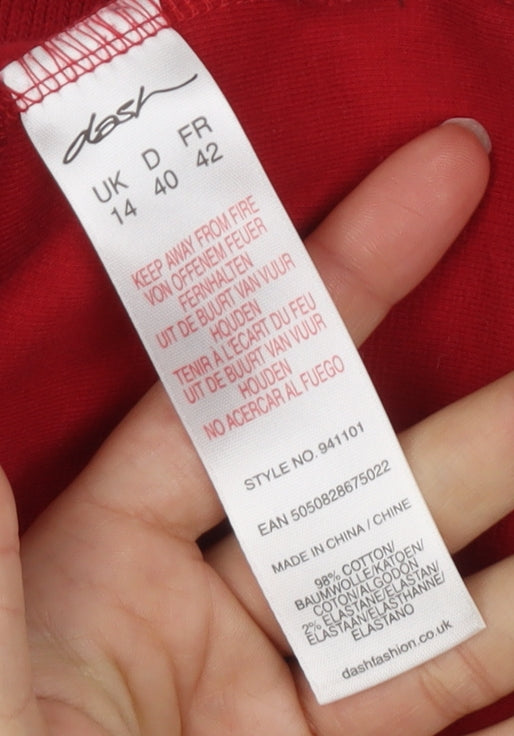 dash
UK D FR
14 40 42
KEEP AWAY FROM FIRE
VON OFFENEM FEUER
FERNHALTEN
UIT DE BUURT VAN VUUR
HOUDEN
TENIR A L'ECART DU FEU
UIT DE BUURT VAN VUUR
HOUDEN
NO ACERCAR AL FUEGO
STYLE NO. 941101
EAN 5050828675022
MADE IN CHINA / CHINE
98% COTTON/
BAUMWOLLE/KATOEN/
COTON/ALGODON
2% ELASTANE/ELASTAN/
ELASTAAN/ELASTHANNE/
ELASTANO
dashfashion.co.uk